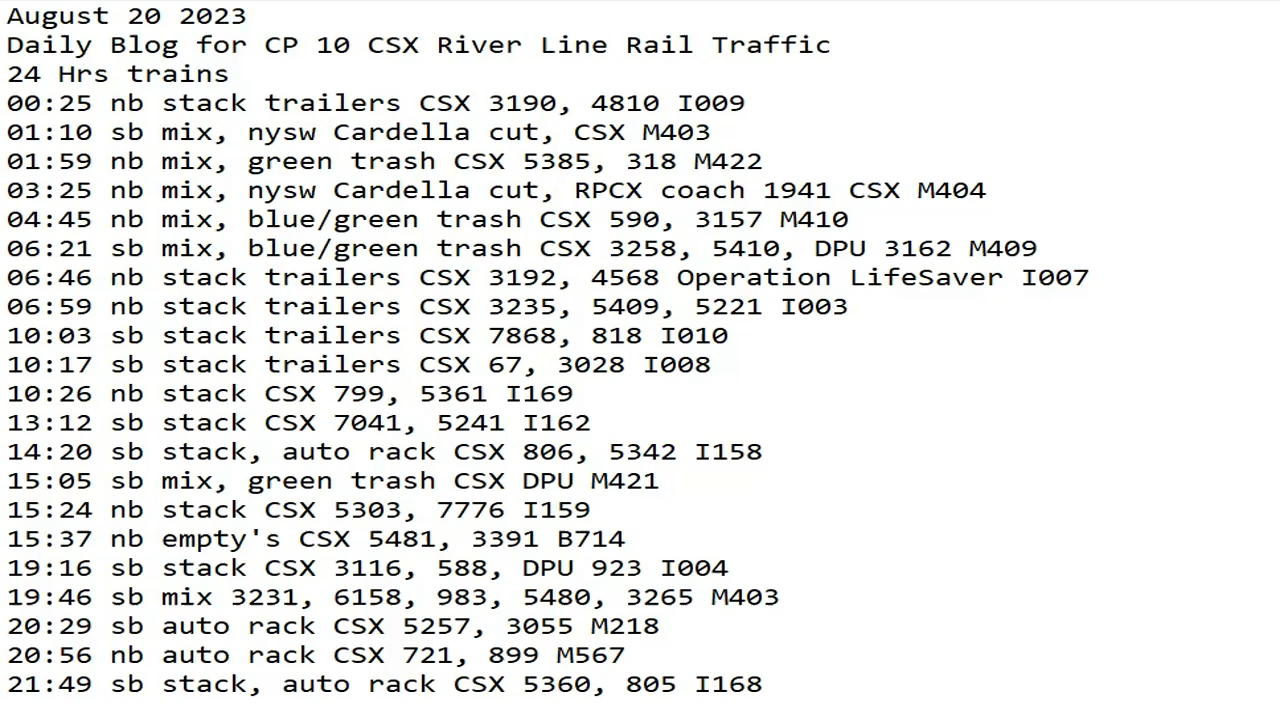 August 20 2023
Daily Blog for CP 10 CSX River Line Rail Traffic
24 Hrs trains
00:25 nb stack trailers CSX 3190, 4810 I009
01:10 sb mix, nysw Cardella cut, CSX M403
01:59 nb mix, green trash CSX 5385, 318 M422
03:25 nb mix, nysw Cardella cut, RPCX coach 1941 CSX M404
04:45 nb mix, blue/green trash CSX 590, 3157 M410
06:21 sb mix, blue/green trash CSX 3258, 5410, DPU 3162 M409
06:46 nb stack trailers CSX 3192, 4568 Operation LifeSaver I007
06:59 nb stack trailers CSX 3235, 5409, 5221 I003
10:03 sb stack trailers CSX 7868, 818 I010
10:17 sb stack trailers CSX 67, 3028 I008
10:26 nb stack CSX 799, 5361 I169
13:12 sb stack CSX 7041, 5241 I162
14:20 sb stack, auto rack CSX 806, 5342 I158
15:05 sb mix, green trash CSX DPU M421
15:24 nb stack CSX 5303, 7776 I159
15:37 nb empty's CSX 5481, 3391 B714
19:16 sb stack CSX 3116, 588, DPU 923 I004
19:46 sb mix 3231, 6158, 983, 5480, 3265 M403
20:29 sb auto rack CSX 5257, 3055 M218
20:56 nb auto rack CSX 721, 899 M567
21:49 sb stack, auto rack CSX 5360, 805 I168